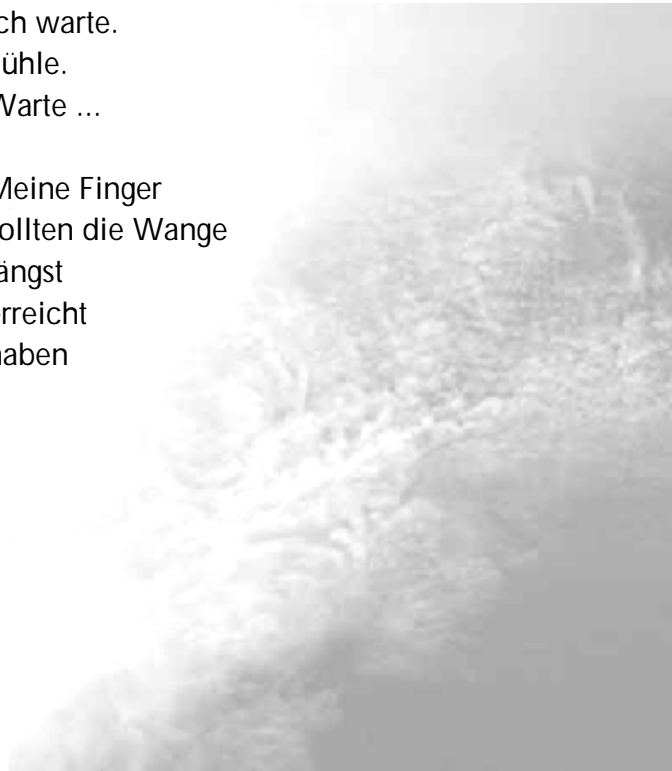 ch warte.
ühle.
Warte ...
Meine Finger
ollten die Wange
ängst
rreicht
haben